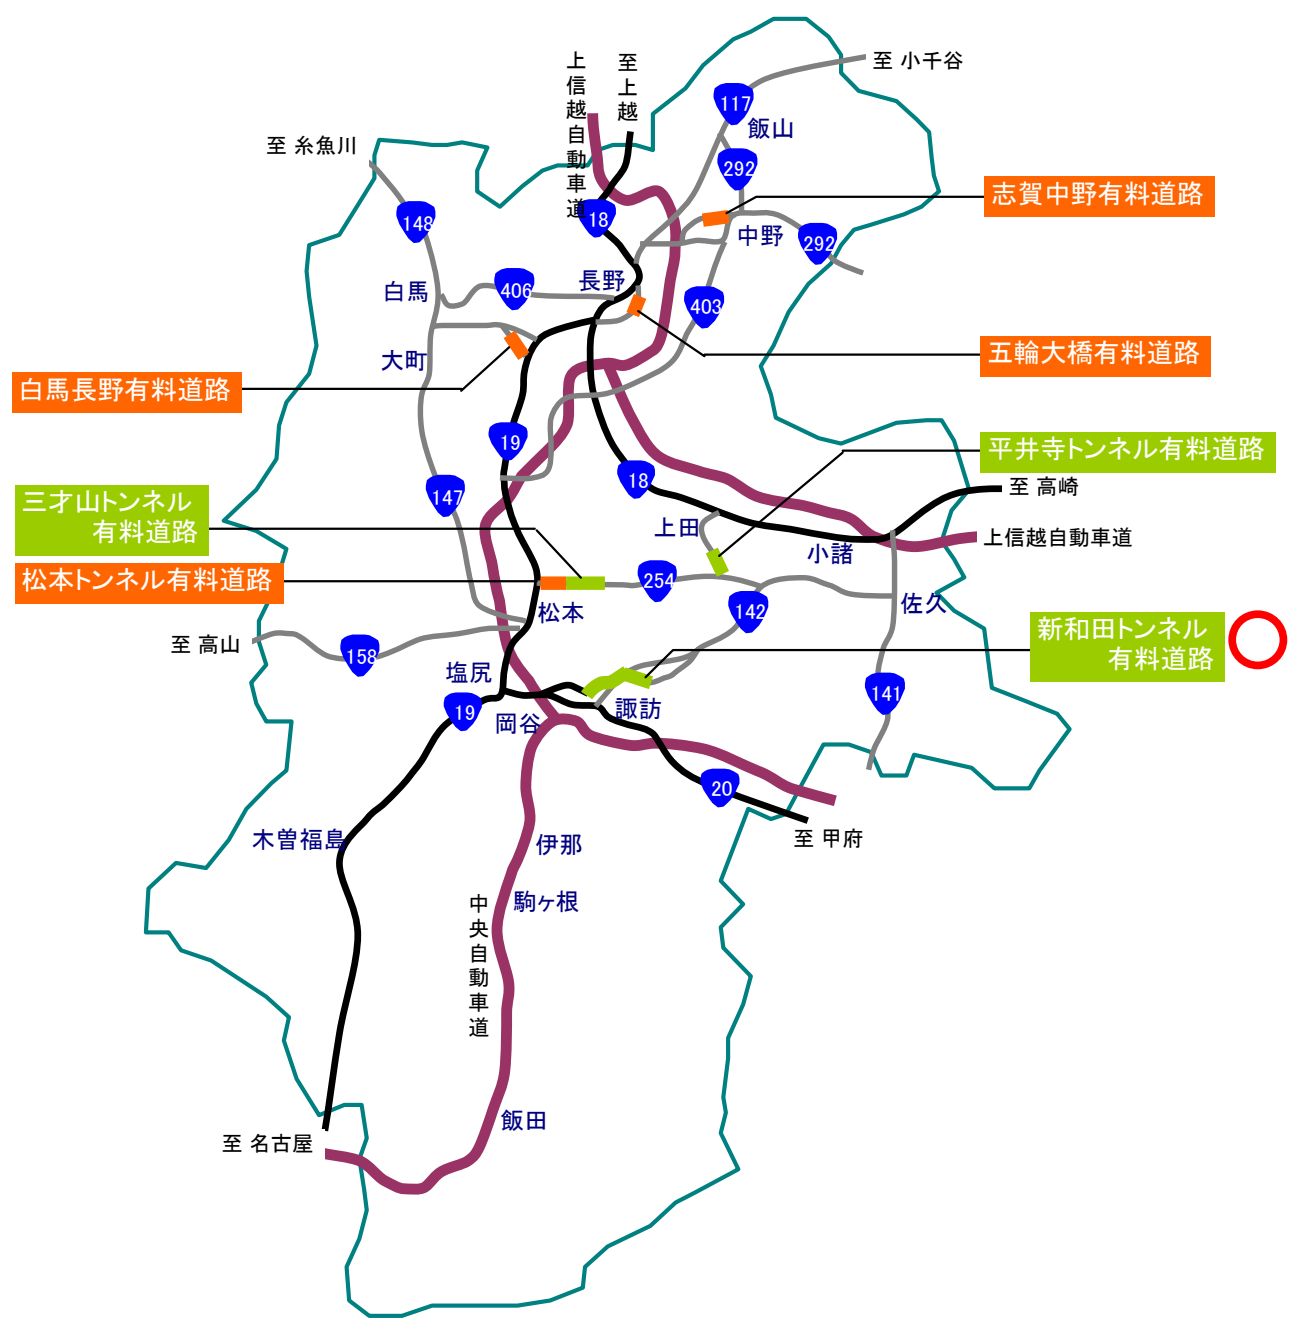 至 小千谷
上信越自動車道
至上越
117
飯山
至 糸魚川
292
志賀中野有料道路
148
18
中野
292
長野
白馬
406
403
五輪大橋有料道路
大町
白馬長野有料道路
19
平井寺トンネル有料道路
18
至 高崎
三才山トンネル
有料道路
147
上田
小諸
上信越自動車道
松本トンネル有料道路
254
松本
142
佐久
新和田トンネル
有料道路
至 高山
158
塩尻
141
19
岡谷
諏訪
20
至 甲府
木曽福島
伊那
駒ヶ根
中央自動車道
飯田
至 名古屋